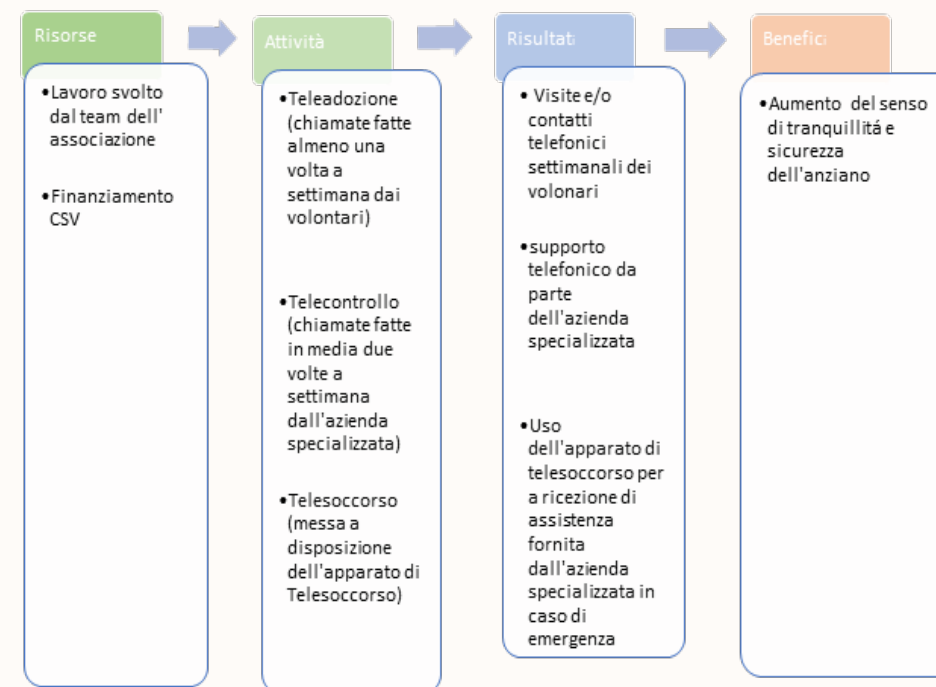 Risorse
•Lavoro svolto
dal team dell'
associazione
•Finanziamento
CSV
Attività
•Teleadozione
(chiamate fatte
almeno una
volta a
settimana dai
volontari)
•Telecontrollo
(chiamate fatte
in media due
volte a
settimana
dall'azienda
specializzata)
•Telesoccorso
(messa a
disposizione
dell'apparato di
Telesoccorso)
Risultati
• Visite e/o
contatti
telefonici
settimanali dei
volonari
•supporto
telefonico da
parte
dell'azienda
specializzata
•Uso
dell'apparato di
telesoccorso per
a ricezione di
assistenza
fornita
dall'azienda
specializzata in
caso di
emergenza
Benefici
•Aumento del senso
di tranquillitá e
sicurezza
dell'anziano